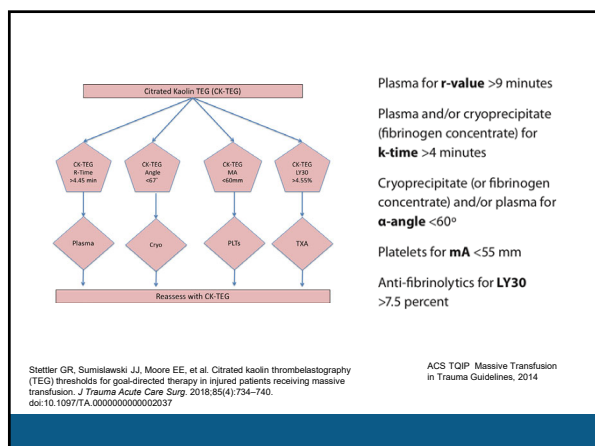 Citrated Kaolin TEG (CK-TEG)
CK-TEG
R-Time
>4.45 min
CK-TEG
Angle
<67°
CK-TEG
MA
<60mm
CK-TEG
LY30
>4.55%
Plasma
Cryo
PLTs
TXA
Reassess with CK-TEG
Plasma for r-value >9 minutes
Plasma and/or cryoprecipitate
(fibrinogen concentrate) for
k-time >4 minutes
Cryoprecipitate (or fibrinogen
concentrate) and/or plasma for
α-angle <60º
Platelets for mA <55 mm
Anti-fibrinolytics for LY30
>7.5 percent
Stettler GR, Sumislawski JJ, Moore EE, et al. Citrated kaolin thrombelastography
(TEG) thresholds for goal-directed therapy in injured patients receiving massive
transfusion. J Trauma Acute Care Surg. 2018;85(4):734–740.
doi:10.1097/TA.0000000000002037
ACS TQIP Massive Transfusion
in Trauma Guidelines, 2014